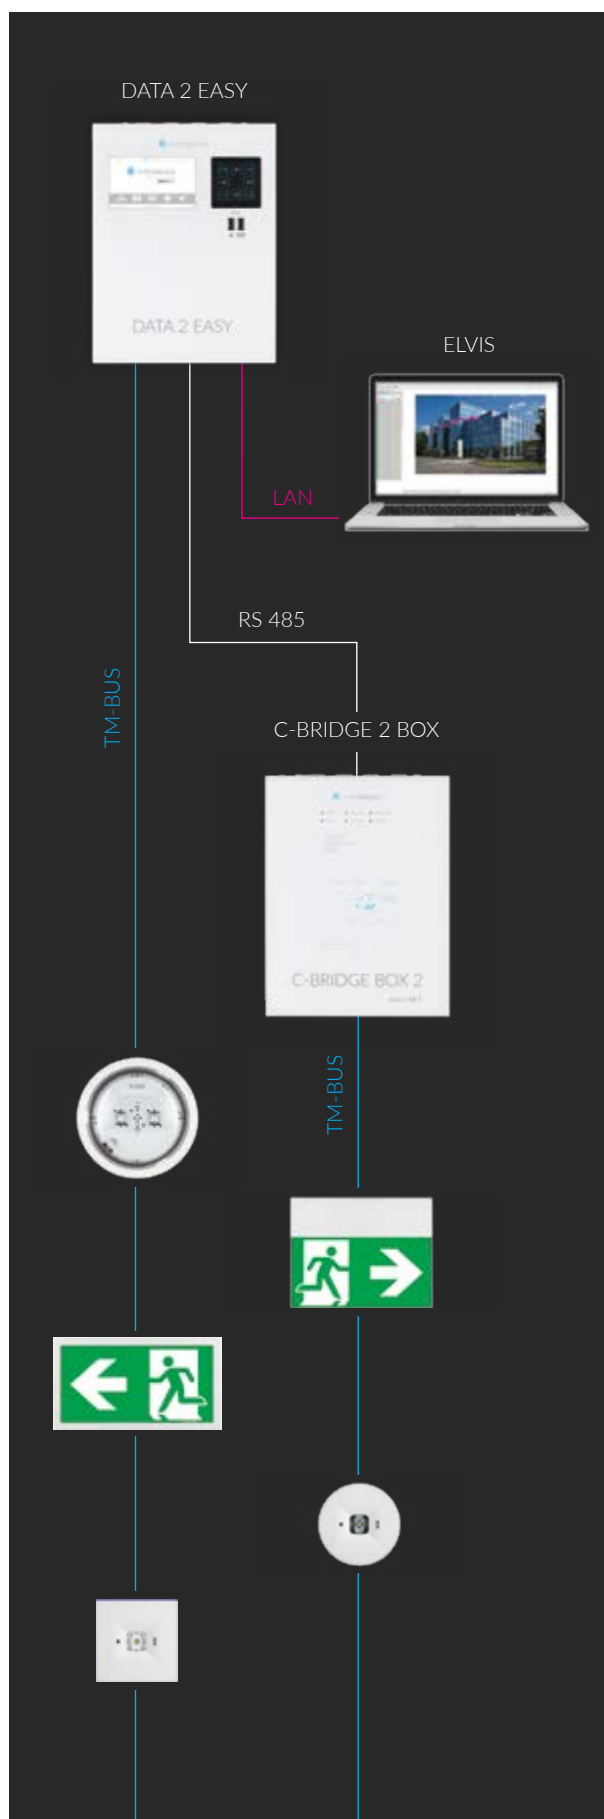 DATA 2 EASY
DATA 2 EASY
ELVIS
LAN
RS 485
TM-BUS
C-BRIDGE 2 BOX
C-BRIDGE BOX 2
TM-BUS